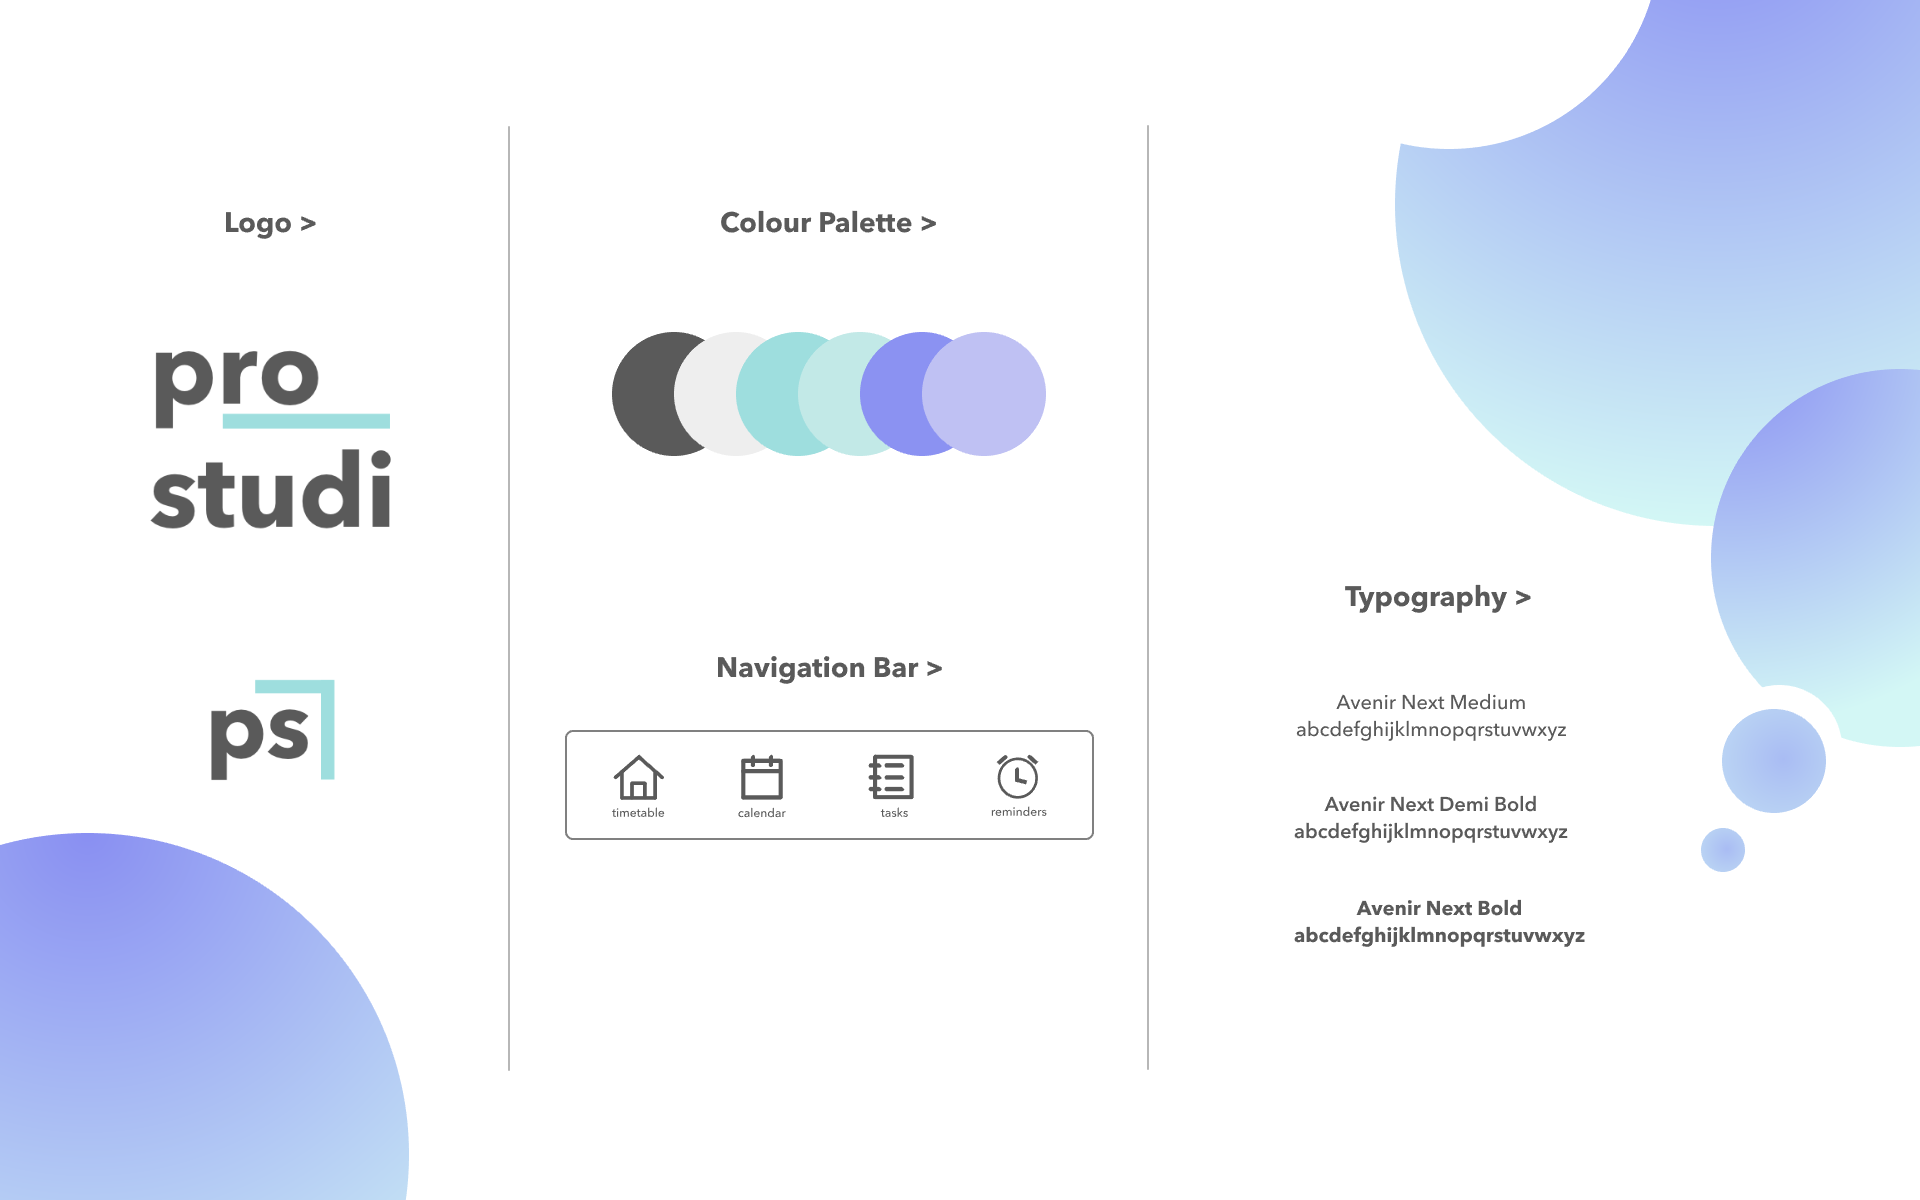 Logo >
pro
studi
ps
Colour Palette >
Navigation Bar >
timetable
calendar
tasks
reminders
Typography >
Avenir Next Medium
abcdefghijklmnopqrstuvwxyz
Avenir Next Demi Bold
abcdefghijklmnopqrstuvwxyz
Avenir Next Bold
abcdefghijklmnopqrstuvwxyz